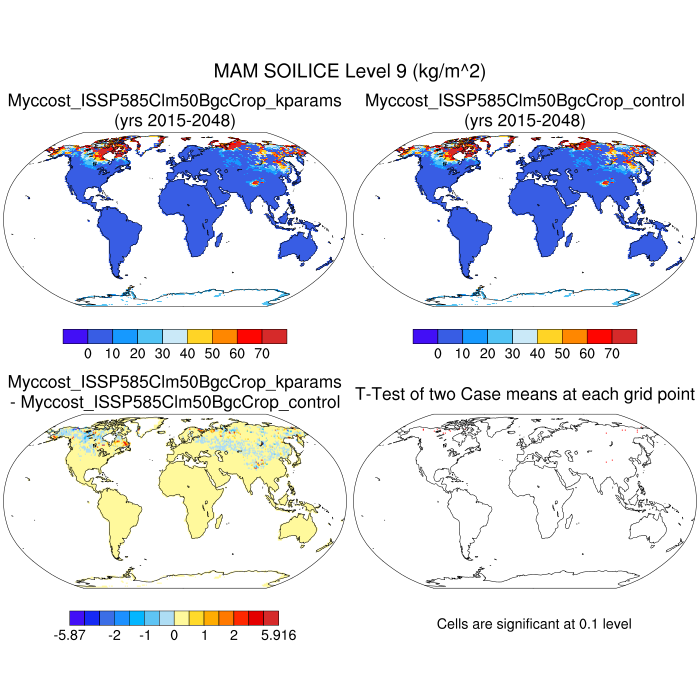 MAM SOILICE Level 9 (kg/m^2)
Myccost_ISSP585Clm50BgcCrop_kparams
(yrs 2015-2048)
Myccost_ISSP585Clm50BgcCrop_control
(yrs 2015-2048)
0 10 20 30 40 50 60 70
0 10 20 30 40 50 60 70
Myccost_ISSP585Clm50BgcCrop_kparams
- Myccost_ISSP585Clm50BgcCrop_control
T-Test of two Case means at each grid point
-5.87 -2 -1 0 1 2 5.916
Cells are significant at 0.1 level